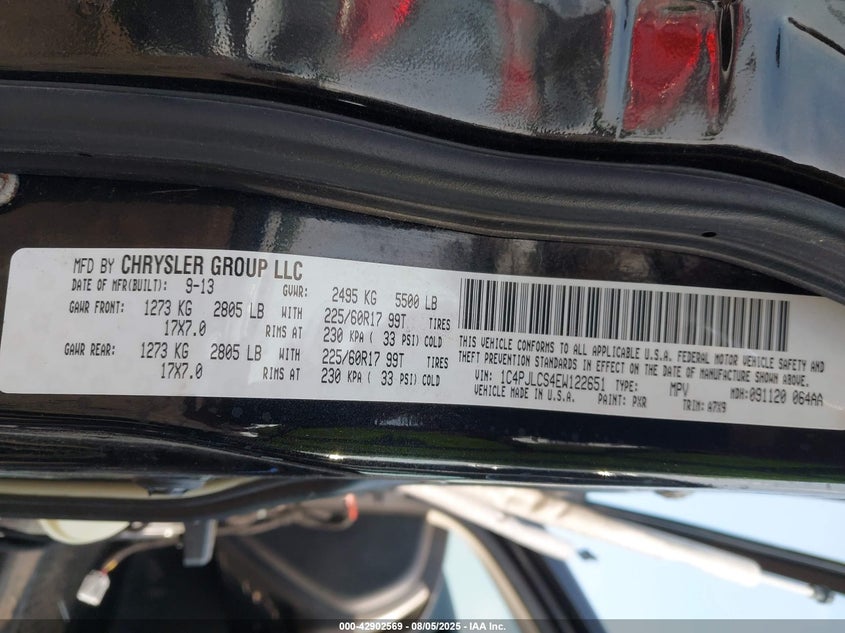 MFD BY CHRYSLER GROUP LLC
DATE OF MFR(BUILT): 9-13 GVWR: 2495 KG 5500 LB
GAWR FRONT: 1273 KG 2805 LB WITH 225/60R17 99T TIRES
17X7.0 RIMS AT 230 KPA ( 33 PSI) COLD
GAWR REAR: 1273 KG 2805 LB WITH 225/60R17 99T TIRES
17X7.0 RIMS AT 230 KPA ( 33 PSI) COLD
THIS VEHICLE CONFORMS TO ALL APPLICABLE U.S.A. FEDERAL MOTOR VEHICLE SAFETY AND
THEFT PREVENTION STANDARDS IN EFFECT ON THE DATE OF MANUFACTURE SHOWN ABOVE.
VIN: 1C4PJLCS4EW122651 TYPE: MPV MDH: 091120 064AA
VEHICLE MADE IN U.S.A. PAINT: PXR TRIM: A7X9
000-42902569 - 08/05/2025 - IAA Inc.